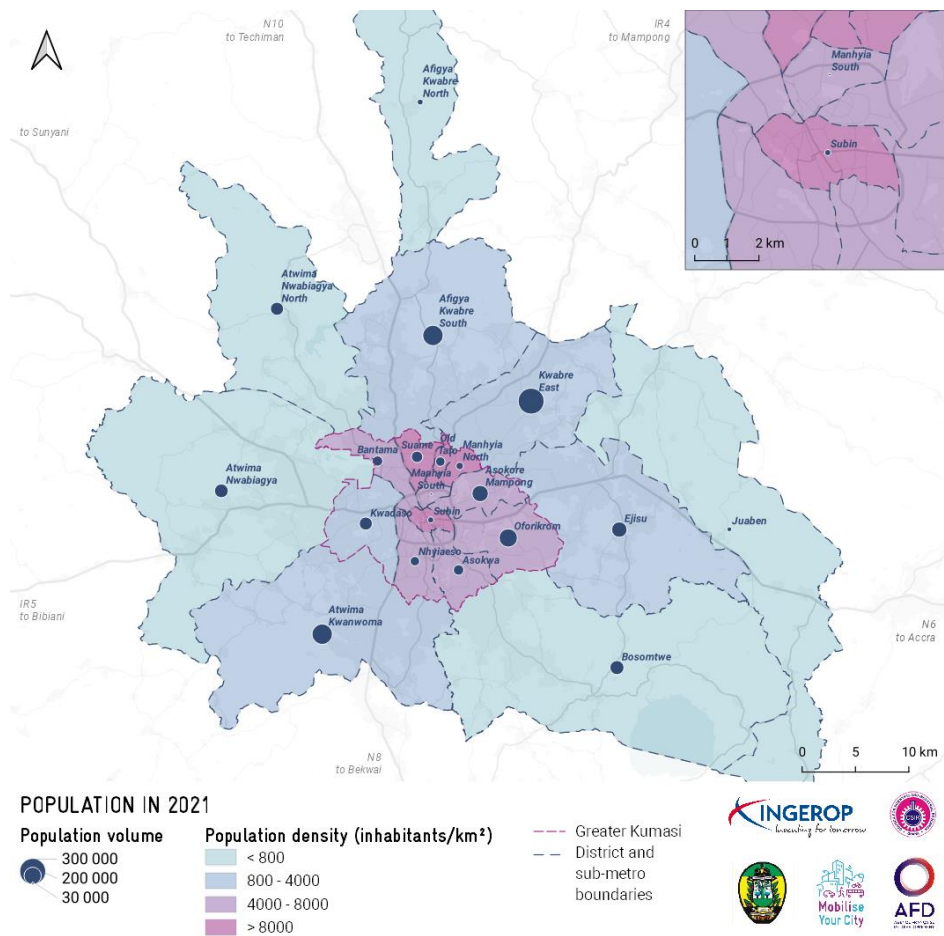 N10
to Techiman
IR4
to Mampong
to Sunyani
Afigya
Kwabre
North
Manhyia
South
Subin
0 1 2 km
Atwima
Nwabiagya
North
Afigya
Kwabre
South
Kwabre
East
Bantama
Suame
Old
Tafo
Manhyia
North
Manhyia
South
Asokore
Mampong
Atwima
Nwabiagya
Kwadaso
Subin
Oforikrom
Ejisu
Juaben
Nhyiaeso
Asokwa
IR5
to Bibiani
Atwima
Kwanwoma
N6
to Accra
Bosomtwe
N8
to Bekwai
0 5 10 km
POPULATION IN 2021
Population volume
300 000
200 000
30 000
Population density (inhabitants/km²)
< 800
800 - 4000
4000 - 8000
> 8000
Greater Kumasi
District and
sub-metro
boundaries
INGEROP
Inventing for tomorrow
CSIR
Mobilise
Your City
AFD